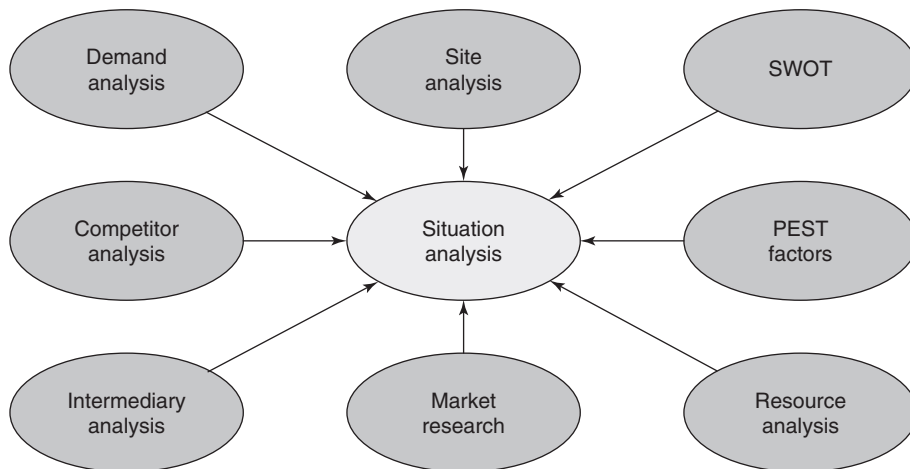 Demand
analysis
Site
analysis
SWOT
Competitor
analysis
Situation
analysis
PEST
factors
Intermediary
analysis
Market
research
Resource
analysis